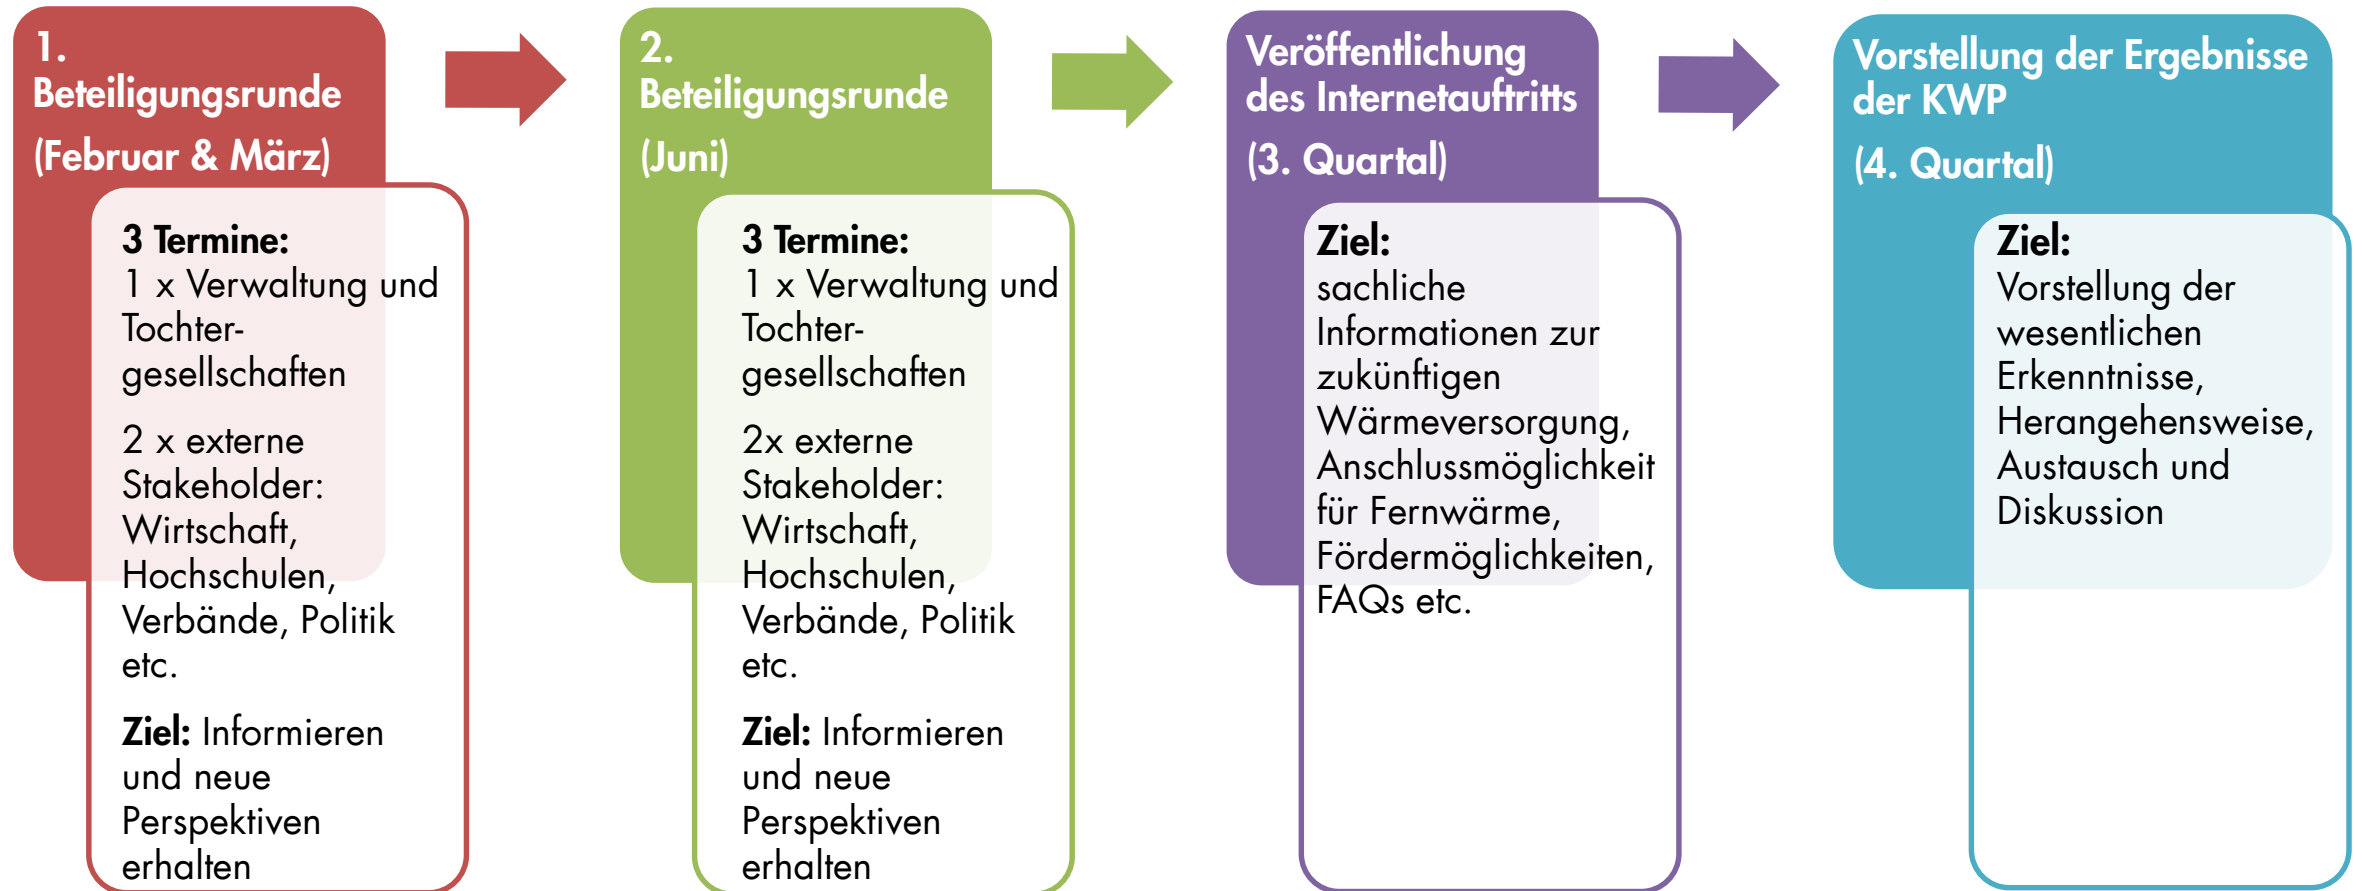 1.
Beteiligungsrunde
(Februar & März)
3 Termine:
1 x Verwaltung und
Tochter-
gesellschaften
2 x externe
Stakeholder:
Wirtschaft,
Hochschulen,
Verbände, Politik
etc.
Ziel: Informieren
und neue
Perspektiven
erhalten
2.
Beteiligungsrunde
(Juni)
3 Termine:
1 x Verwaltung und
Tochter-
gesellschaften
2x externe
Stakeholder:
Wirtschaft,
Hochschulen,
Verbände, Politik
etc.
Ziel: Informieren
und neue
Perspektiven
erhalten
Veröffentlichung
des Internetauftritts
(3. Quartal)
Ziel:
sachliche
Informationen zur
zukünftigen
Wärmeversorgung,
Anschlussmöglichkeit
für Fernwärme,
Fördermöglichkeiten,
FAQs etc.
Vorstellung der Ergebnisse
der KWP
(4. Quartal)
Ziel:
Vorstellung der
wesentlichen
Erkenntnisse,
Herangehensweise,
Austausch und
Diskussion